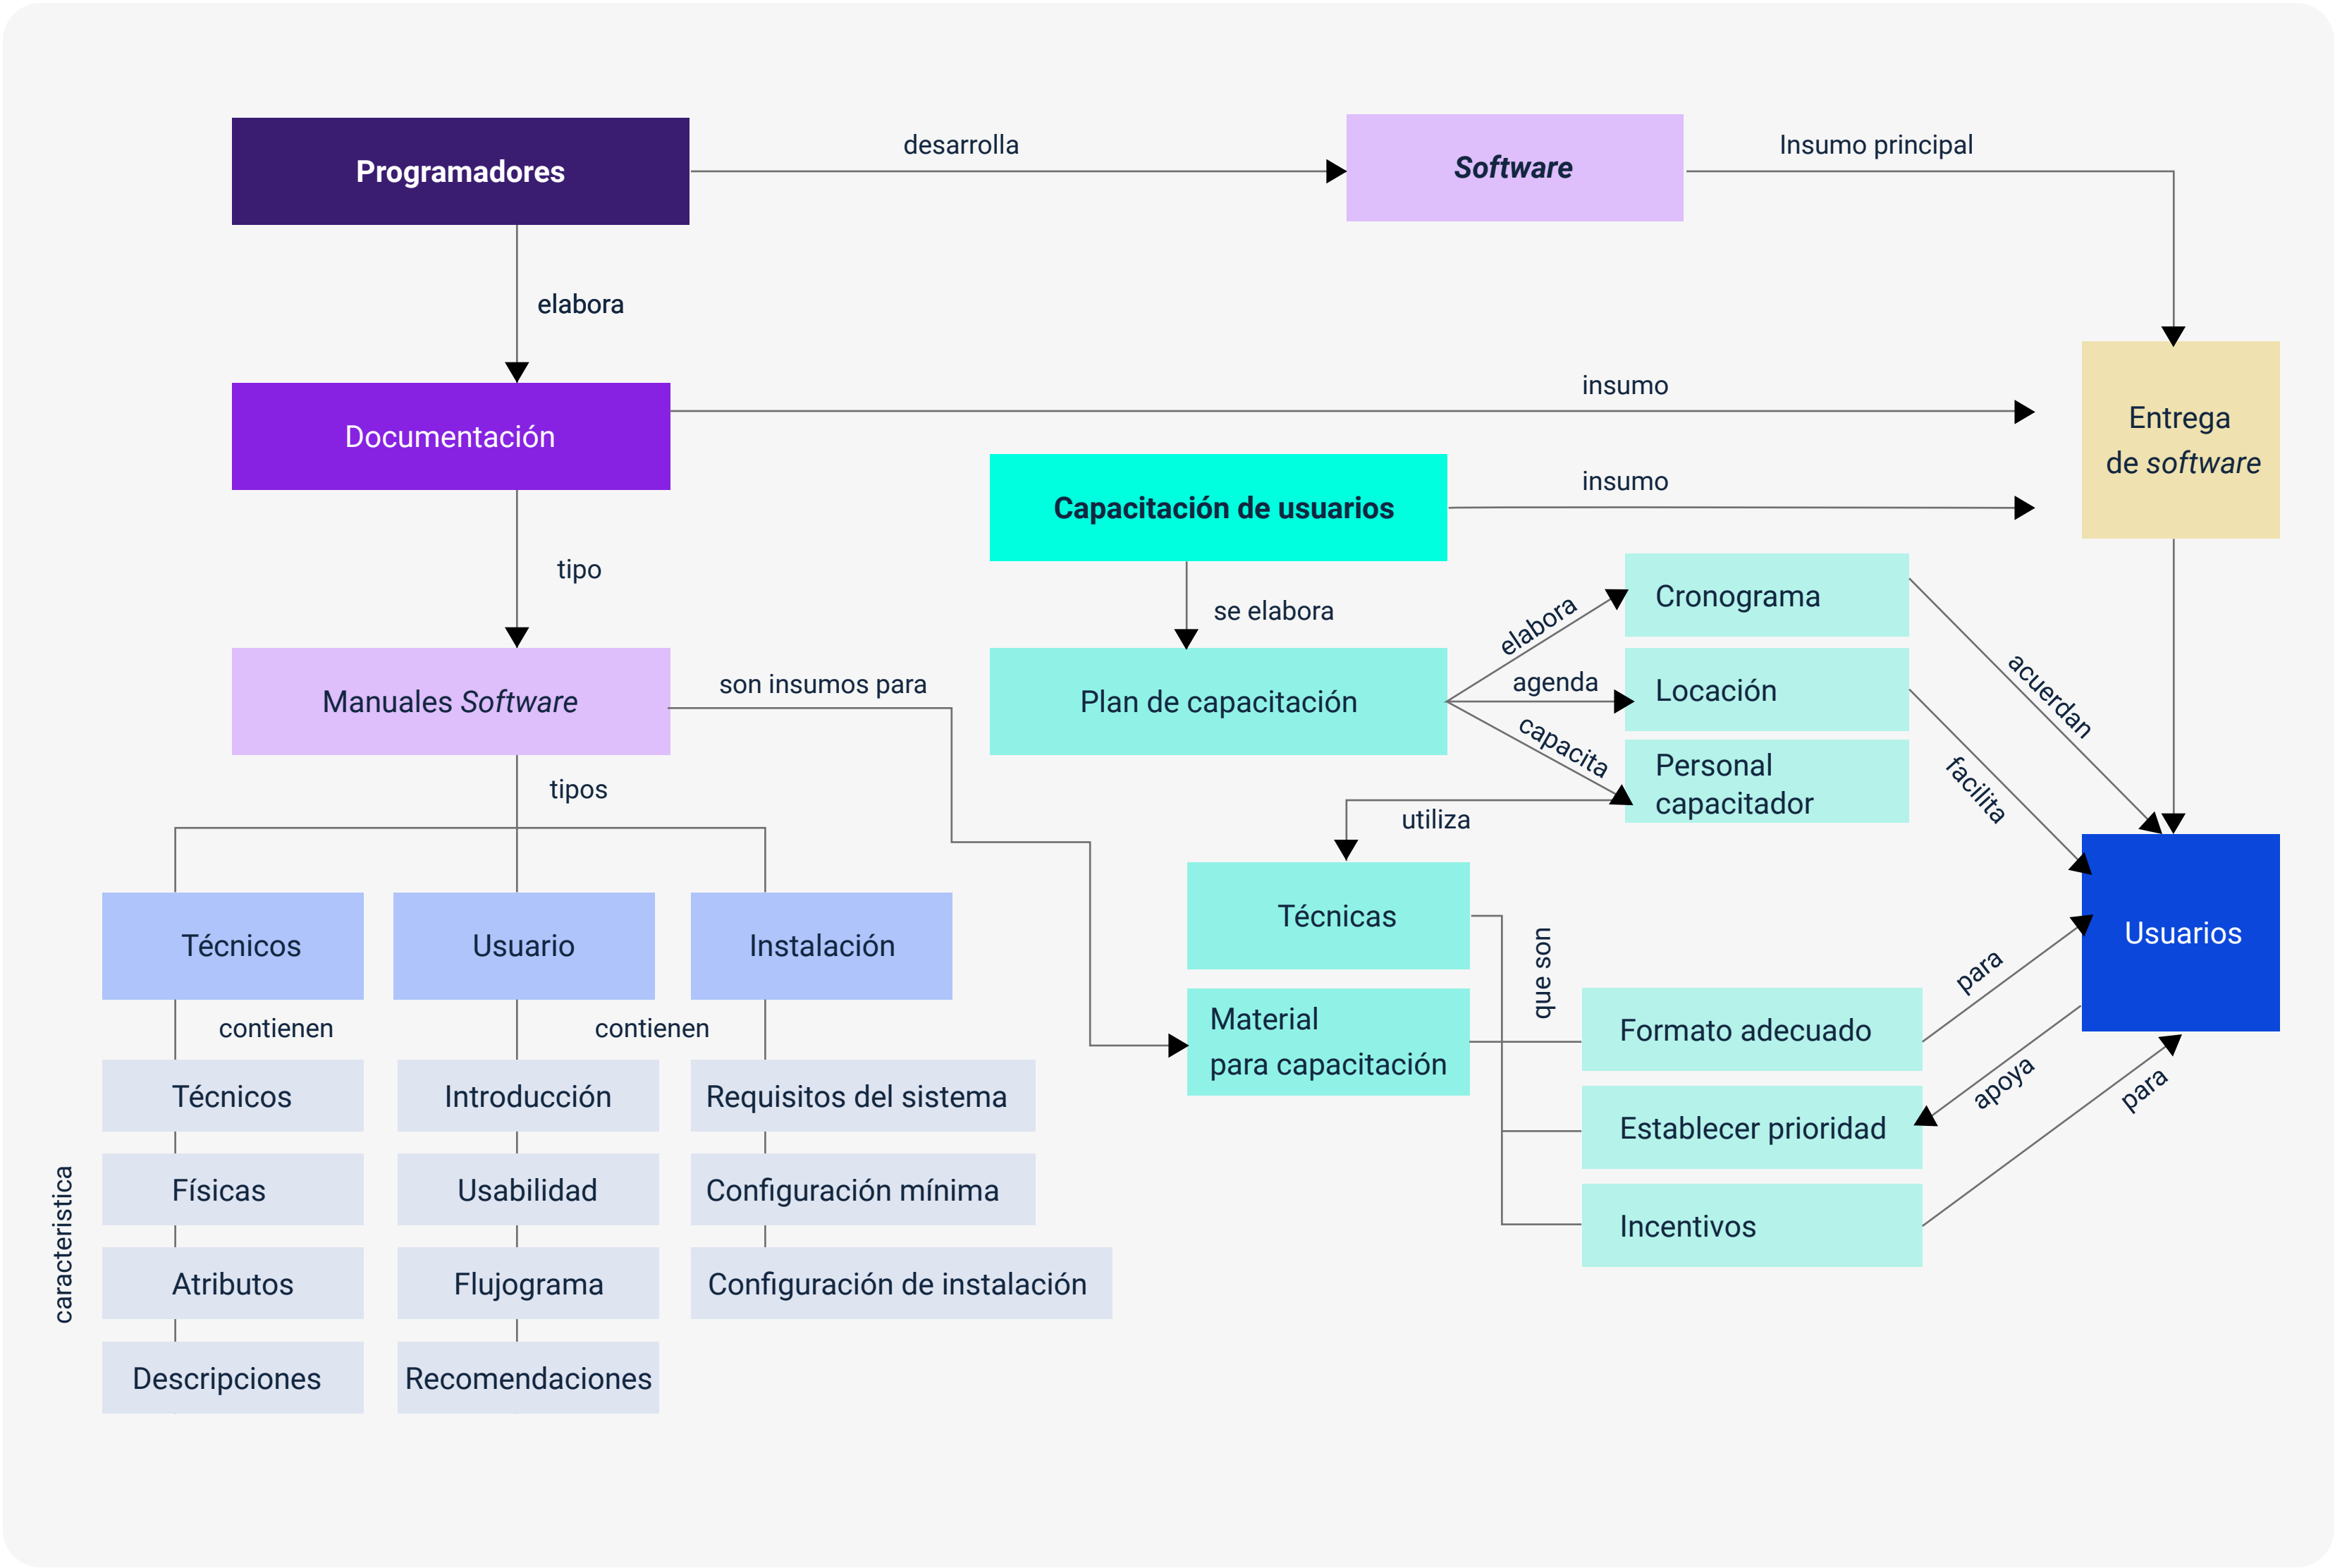 Programadores
desarrolla
Software
Insumo principal
elabora
Documentación
insumo
Entrega
de software
Capacitación de usuarios
insumo
tipo
se elabora
Manuales Software
son insumos para
Plan de capacitación
elabora
agenda
capacita
Cronograma
Locación
Personal
capacitador
acuerdan
facilita
utiliza
tipos
Técnicos
Usuario
Instalación
Técnicas
que son
Material
para capacitación
Formato adecuado
Establecer prioridad
Incentivos
para
apoya
para
Usuarios
contienen
contienen
caracteristica
Técnicos
Físicas
Atributos
Descripciones
Introducción
Usabilidad
Flujograma
Recomendaciones
Requisitos del sistema
Configuración mínima
Configuración de instalación